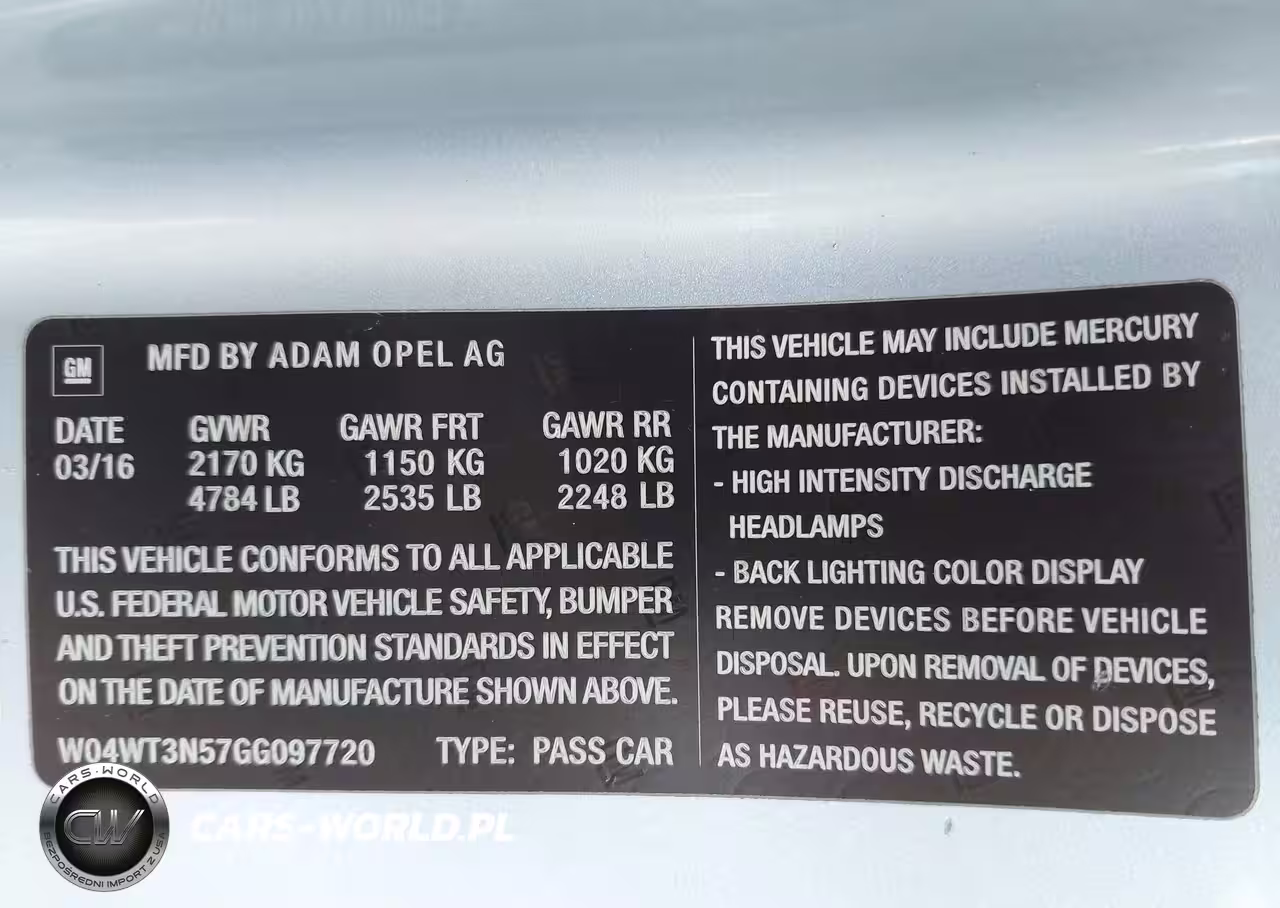 GM
MFD BY ADAM OPEL AG
DATE GVWR GAWR FRT GAWR RR
03/16 2170 KG 1150 KG 1020 KG
4784 LB 2535 LB 2248 LB
THIS VEHICLE CONFORMS TO ALL APPLICABLE
U.S. FEDERAL MOTOR VEHICLE SAFETY, BUMPER
AND THEFT PREVENTION STANDARDS IN EFFECT
ON THE DATE OF MANUFACTURE SHOWN ABOVE.
W04WT3N57GG097720 TYPE: PASS CAR
THIS VEHICLE MAY INCLUDE MERCURY
CONTAINING DEVICES INSTALLED BY
THE MANUFACTURER:
- HIGH INTENSITY DISCHARGE
HEADLAMPS
- BACK LIGHTING COLOR DISPLAY
REMOVE DEVICES BEFORE VEHICLE
DISPOSAL. UPON REMOVAL OF DEVICES,
PLEASE REUSE, RECYCLE OR DISPOSE
AS HAZARDOUS WASTE.
CARS-WORLD
CW
BEZPOŚREDNI IMPORT Z USA
CARS-WORLD.PL